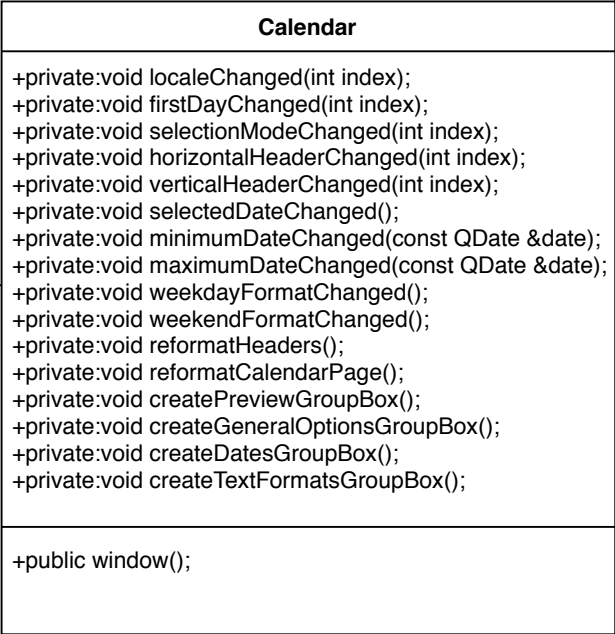 Calendar
+private:void localeChanged(int index);
+private:void firstDayChanged(int index);
+private:void selectionModeChanged(int index);
+private:void horizontalHeaderChanged(int index);
+private:void verticalHeaderChanged(int index);
+private:void selectedDateChanged();
+private:void minimumDateChanged(const QDate &date);
+private:void maximumDateChanged(const QDate &date);
+private:void weekdayFormatChanged();
+private:void weekendFormatChanged();
+private:void reformatHeaders();
+private:void reformatCalendarPage();
+private:void createPreviewGroupBox();
+private:void createGeneralOptionsGroupBox();
+private:void createDatesGroupBox();
+private:void createTextFormatsGroupBox();
+public window();